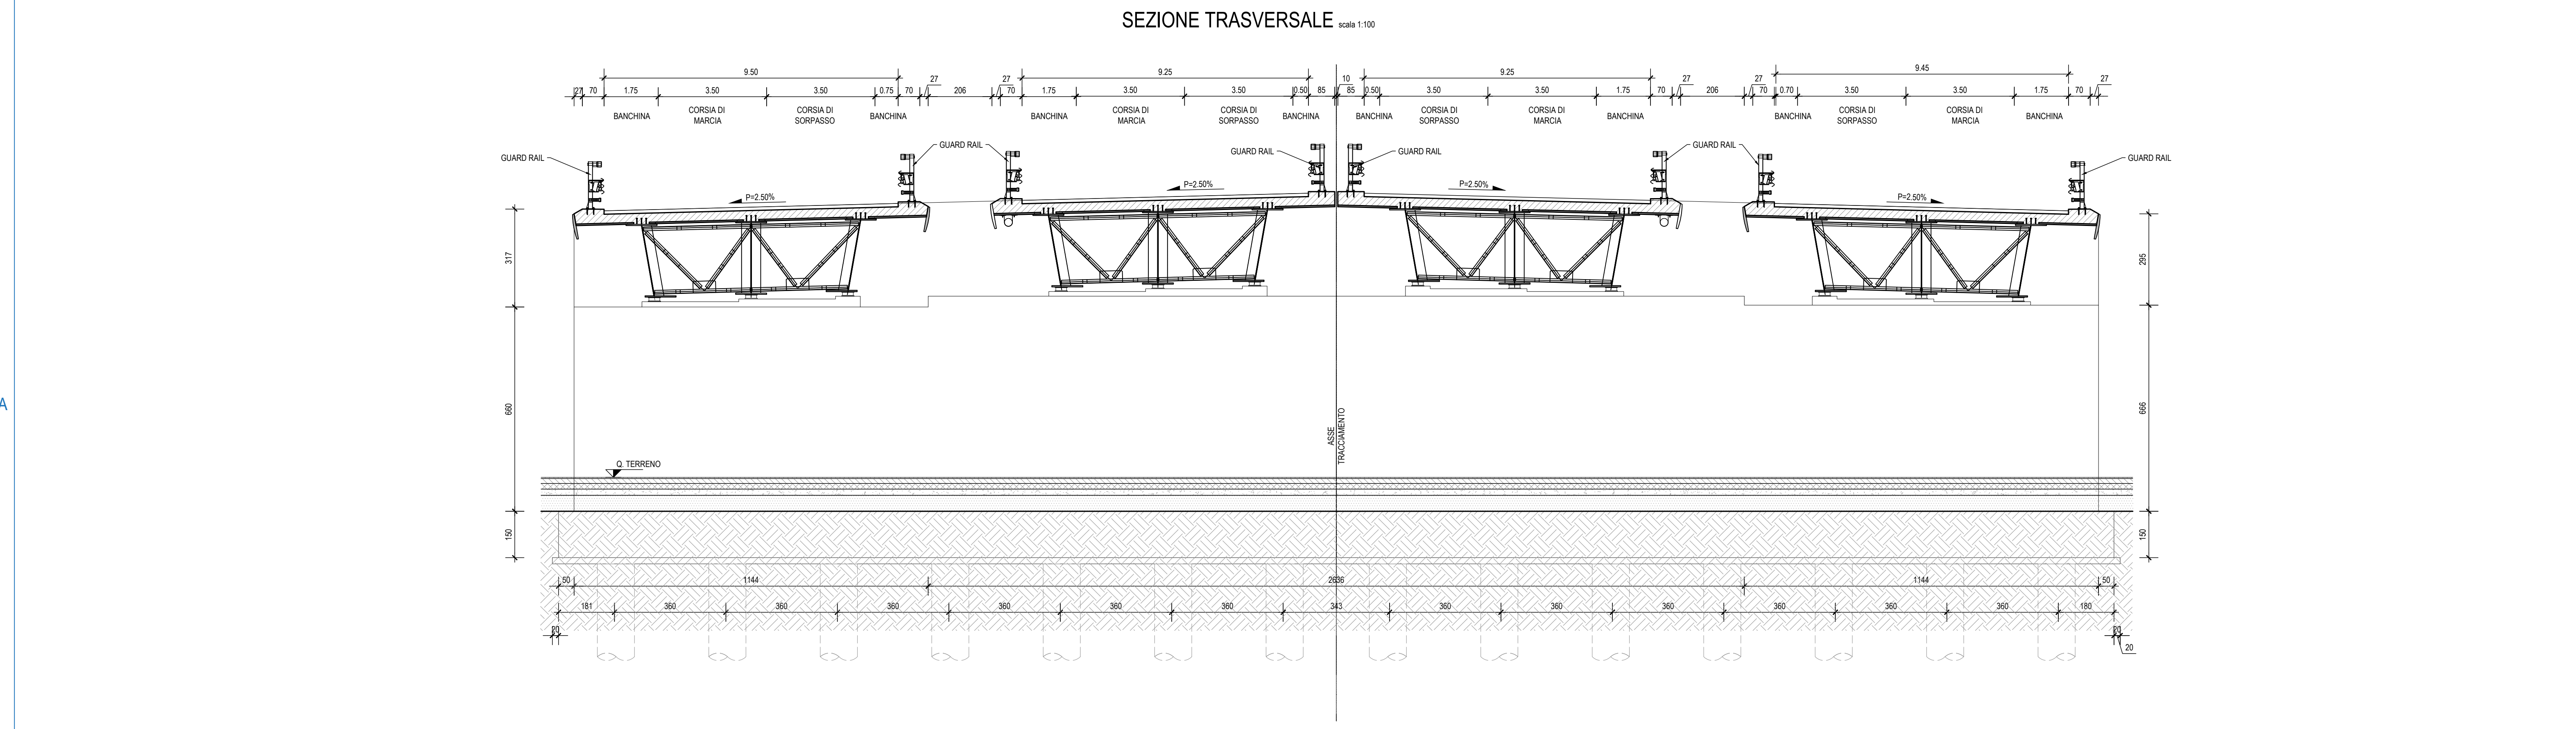 SEZIONE TRASVERSALE scala 1:100
9.50 9.25 9.25 9.45
27 70 1.75 3.50 3.50 0.75 70 27 206 27 70 1.75 3.50 3.50 0.50 85 10 85 0.50 3.50 3.50 1.75 70 27 206 27 70 0.70 3.50 3.50 1.75 70 27
BANCHINA CORSIA DI MARCIA CORSIA DI SORPASSO BANCHINA
BANCHINA CORSIA DI MARCIA CORSIA DI SORPASSO BANCHINA
BANCHINA CORSIA DI SORPASSO CORSIA DI MARCIA BANCHINA
BANCHINA CORSIA DI SORPASSO CORSIA DI MARCIA BANCHINA
GUARD RAIL GUARD RAIL GUARD RAIL GUARD RAIL GUARD RAIL GUARD RAIL
P=2.50% P=2.50% P=2.50% P=2.50%
317 295
A
660 666
ASSE
TRACCIAMENTO
Q. TERRENO
150 150
50 1144 2636 1144 50
181 360 360 360 360 360 360 343 360 360 360 360 360 360 180
20 20
20